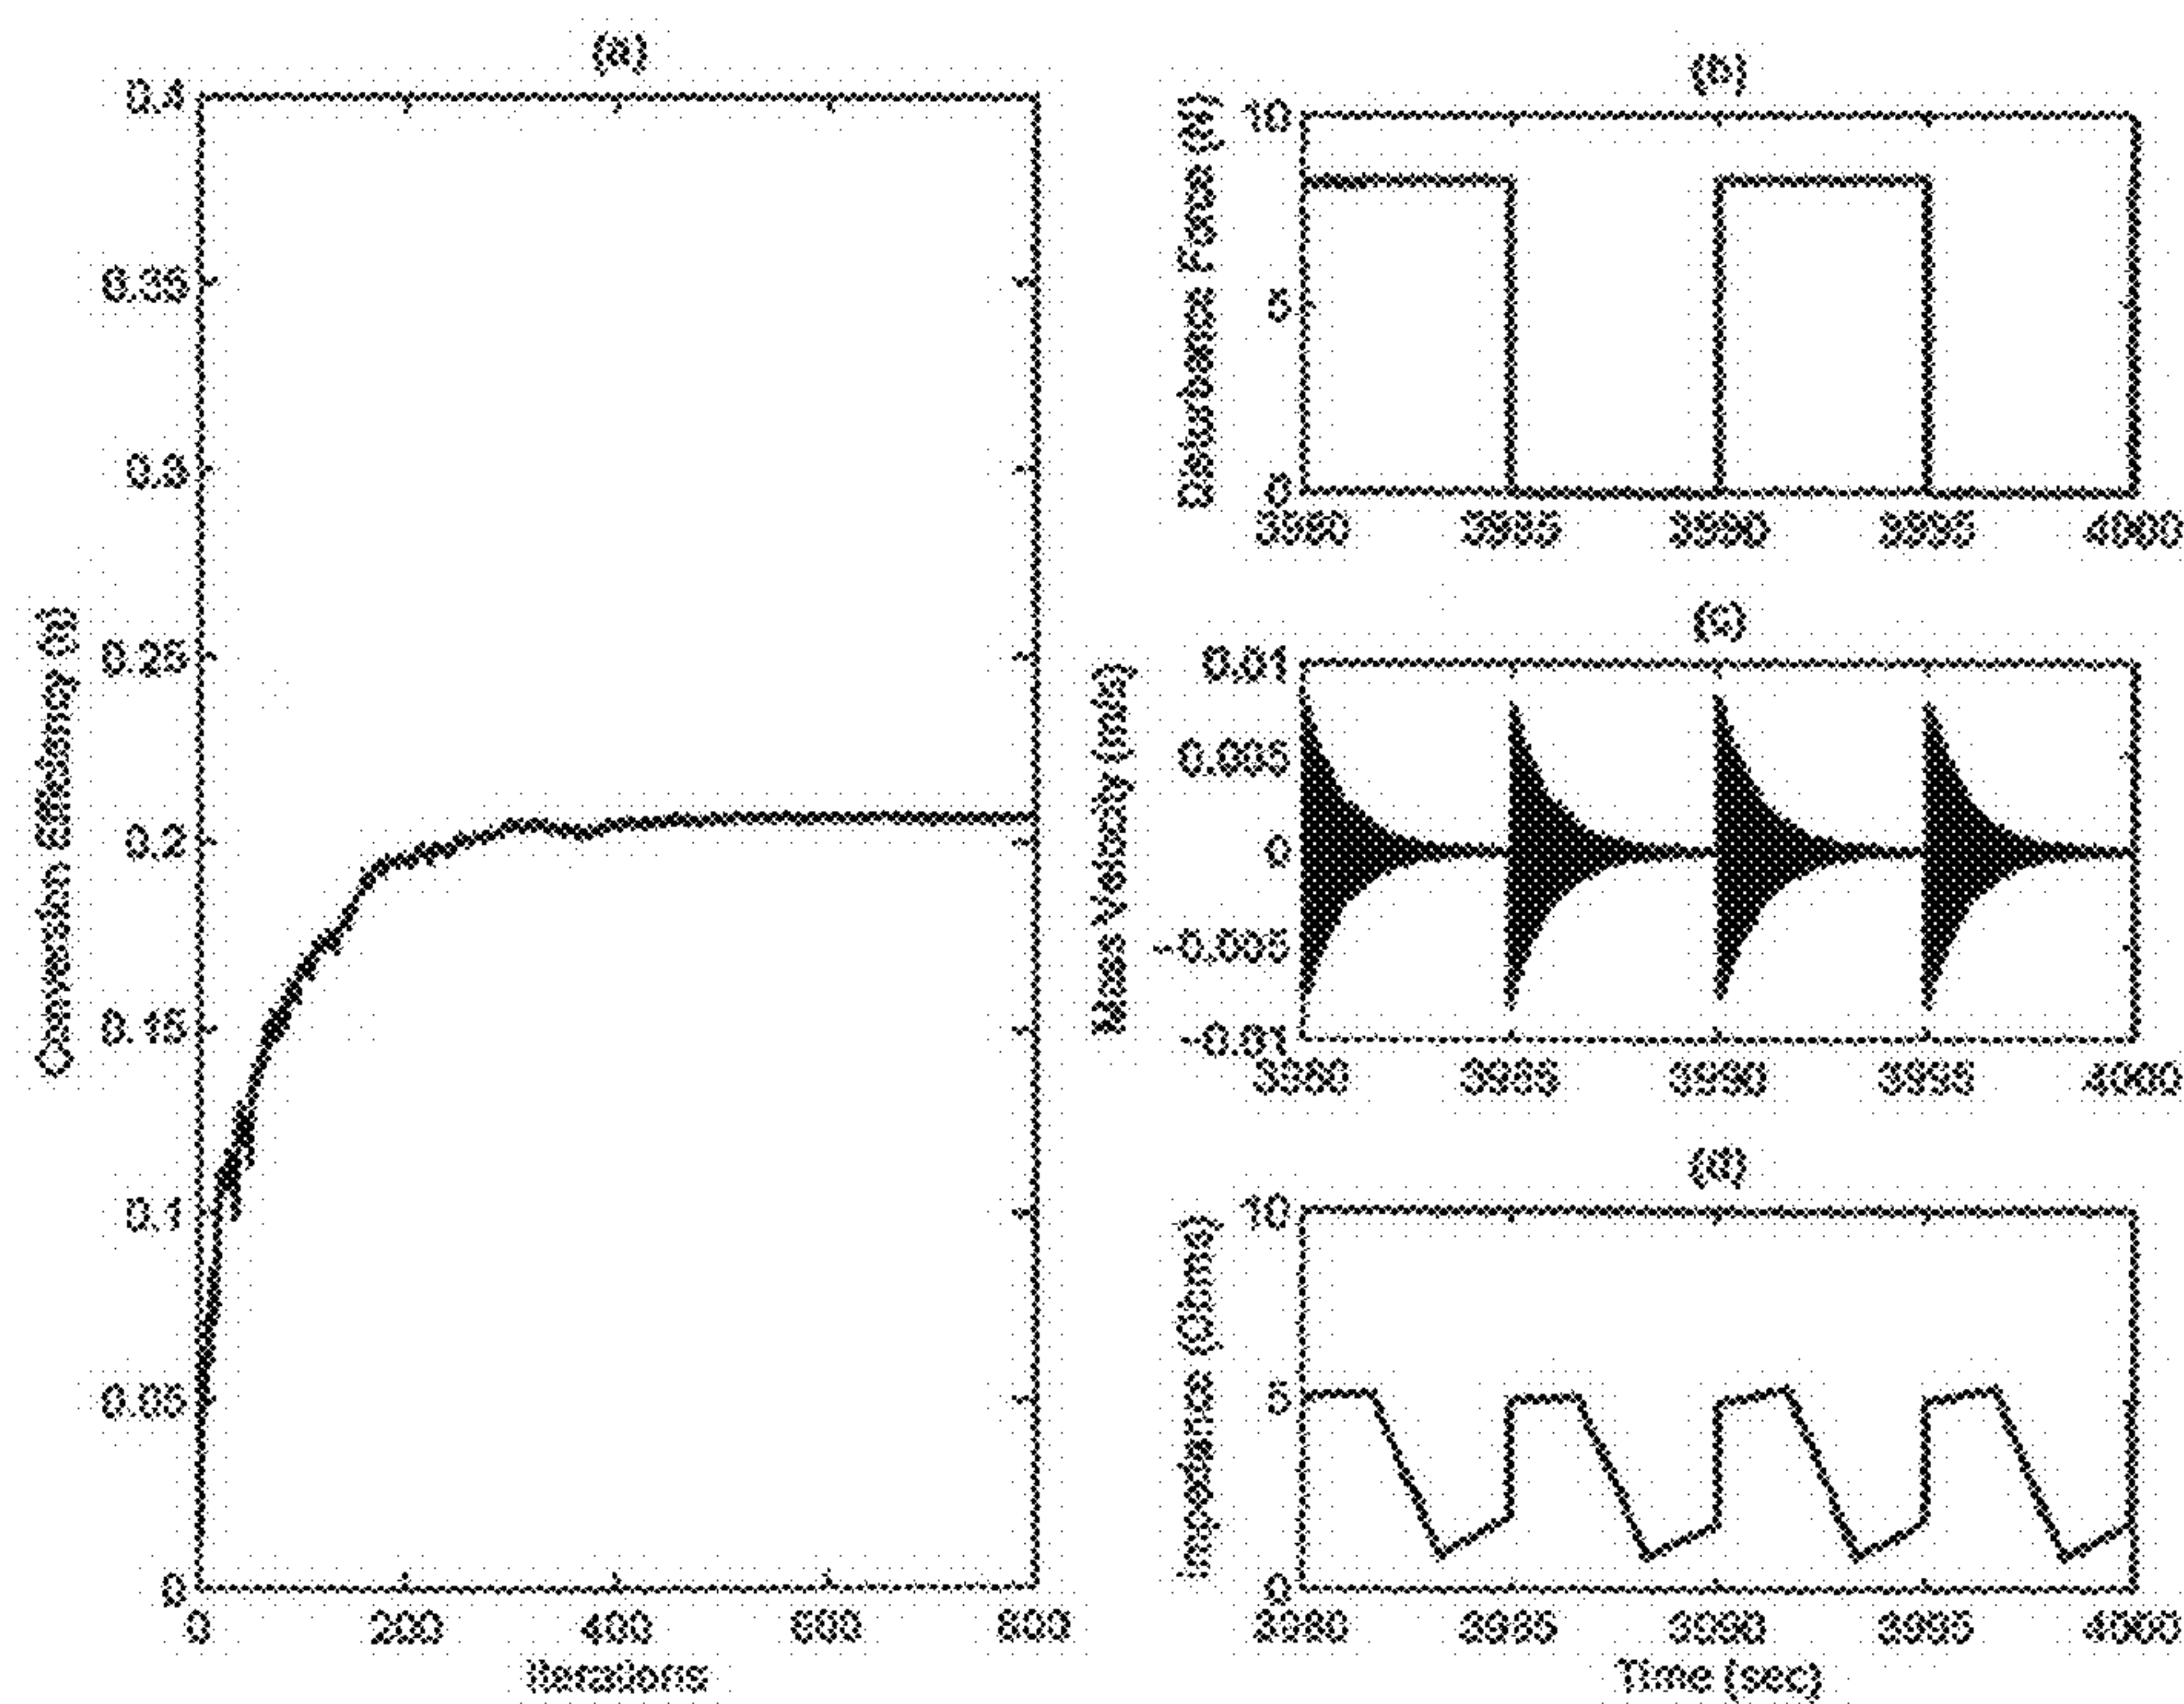 (a)
0.4
0.35
0.3
0.25
0.2
0.15
0.1
0.05
0
0 200 400 600 800
Iterations
Conversion Efficiency (n)
(b)
10
5
0
3980 3985 3990 3995 4000
Disturbance Force (N)
(c)
0.01
0.005
0
-0.005
-0.01
3980 3985 3990 3995 4000
Mass Velocity (m/s)
(d)
10
5
0
3980 3985 3990 3995 4000
Time (sec)
Impedance (Ohms)